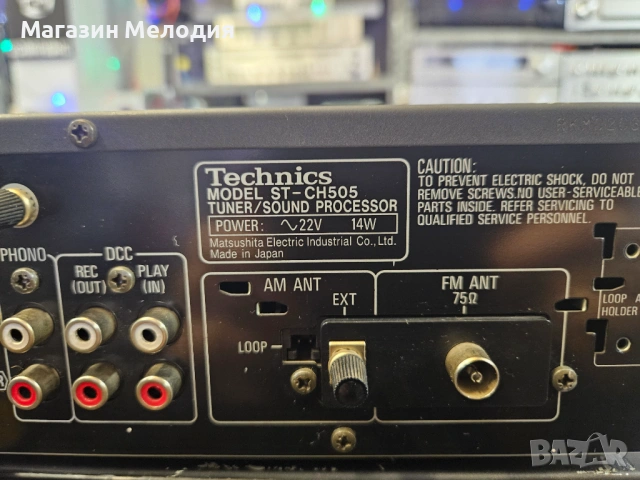 Магазин Мелодия
Technics
MODEL ST-CH505
TUNER/SOUND PROCESSOR
POWER: ∿22V 14W
Matsushita Electric Industrial Co., Ltd.
Made in Japan
CAUTION:
TO PREVENT ELECTRIC SHOCK, DO NOT
REMOVE SCREWS.NO USER-SERVICEABLE
PARTS INSIDE. REFER SERVICING TO
QUALIFIED SERVICE PERSONNEL.
PHONO
DCC
REC
(OUT)
PLAY
(IN)
AM ANT
EXT
LOOP
FM ANT
75Ω
LOOP A
HOLDER
BAZAR